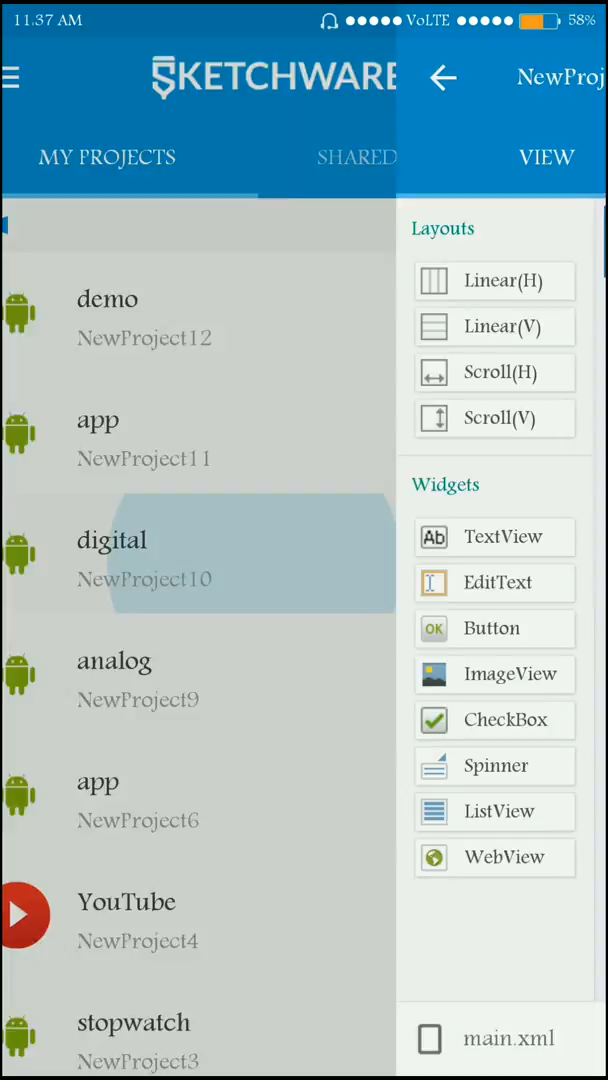 11.37 AM VoLTE 58%
SKETCHWARE
NewProj
MY PROJECTS
SHARED
VIEW
demo
NewProject12
app
NewProject11
digital
NewProject10
analog
NewProject9
app
NewProject6
YouTube
NewProject4
stopwatch
NewProject3
Layouts
Linear(H)
Linear(V)
Scroll(H)
Scroll(V)
Widgets
Ab TextView
EditText
OK Button
ImageView
CheckBox
Spinner
ListView
WebView
main.xml